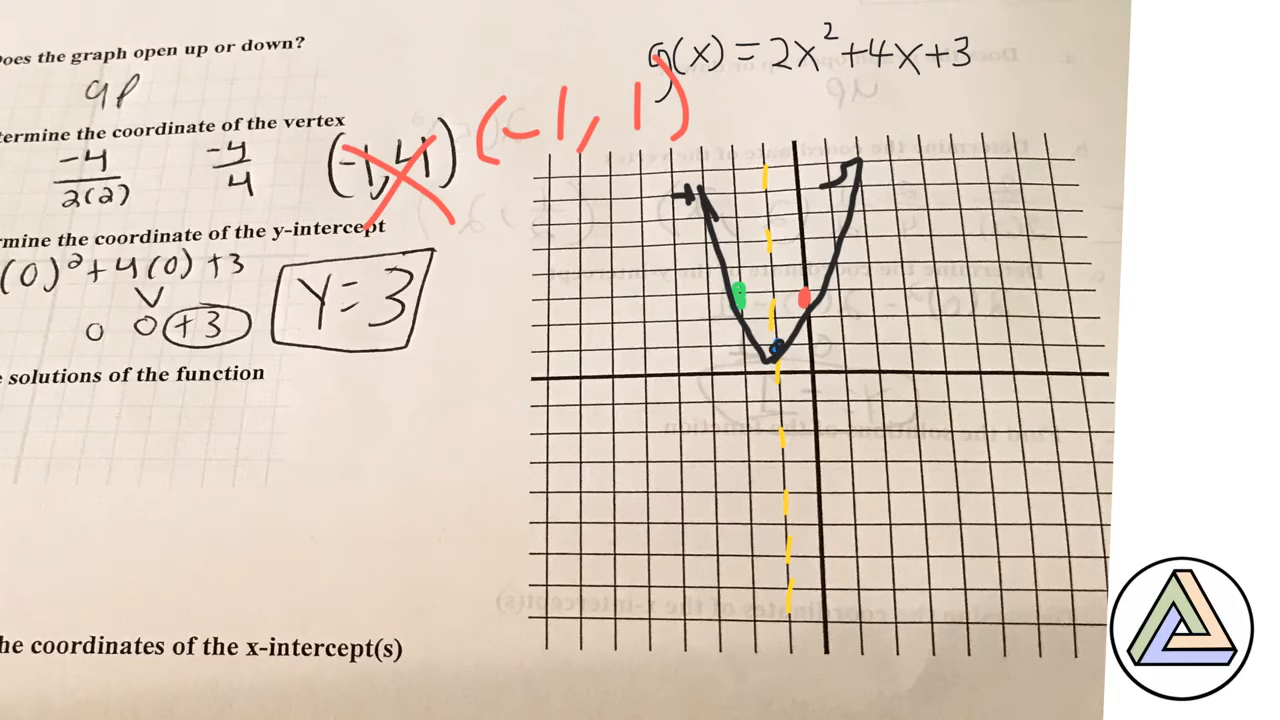 oes the graph open up or down?
g(x) = 2x² + 4x + 3
up
termine the coordinate of the vertex
(-1, 1)
-4/2(2) -4/4
rmine the coordinate of the y-intercept
(0)² + 4(0) + 3
0 0 + 3
Y = 3
solutions of the function
he coordinates of the x-intercept(s)